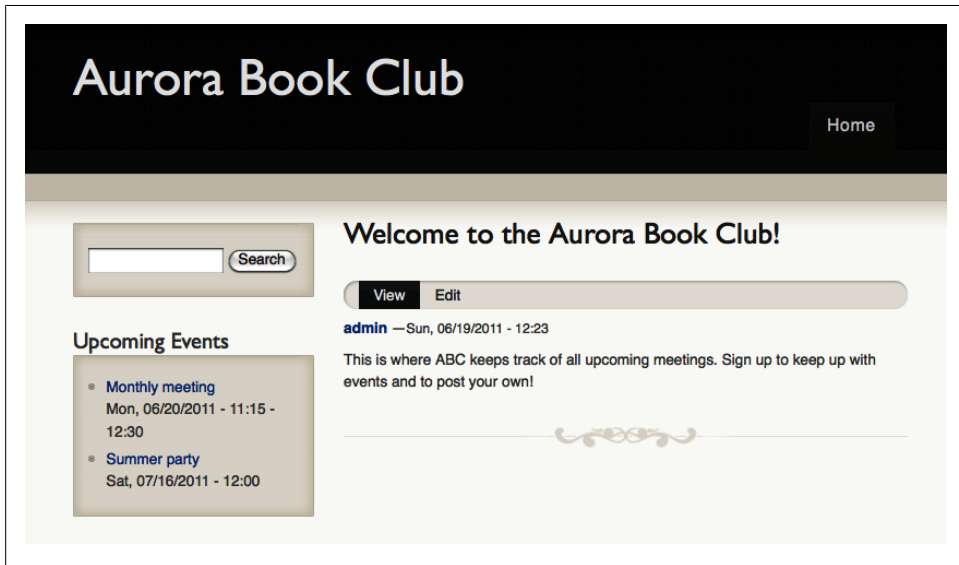 Aurora Book Club
Home
Search
Upcoming Events
Monthly meeting
Mon, 06/20/2011 - 11:15 -
12:30
Summer party
Sat, 07/16/2011 - 12:00
Welcome to the Aurora Book Club!
View Edit
admin —Sun, 06/19/2011 - 12:23
This is where ABC keeps track of all upcoming meetings. Sign up to keep up with
events and to post your own!